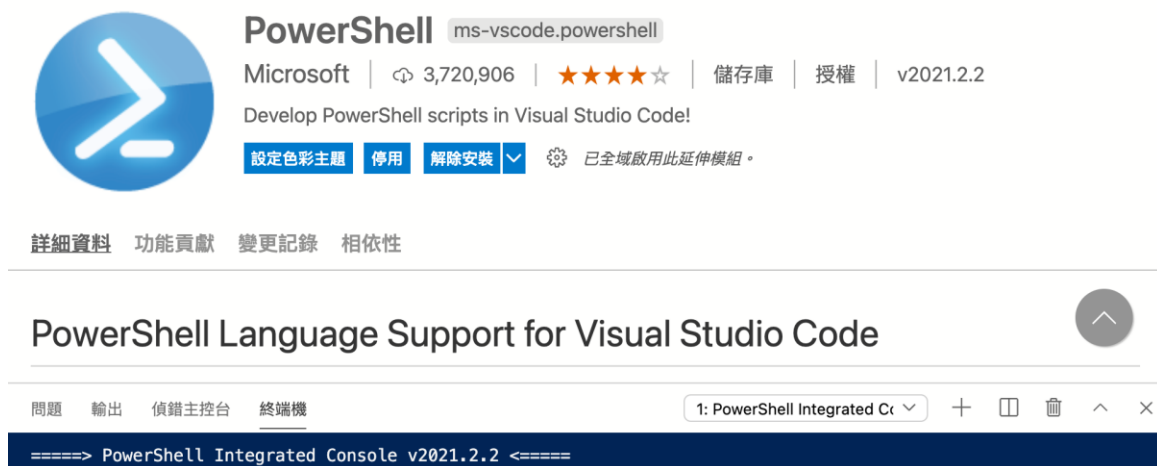 PowerShell ms-vscode.powershell
Microsoft 3,720,906 儲存庫 授權 v2021.2.2
Develop PowerShell scripts in Visual Studio Code!
設定色彩主題 停用 解除安裝 已全域啟用此延伸模組。
詳細資料 功能貢獻 變更記錄 相依性
PowerShell Language Support for Visual Studio Code
問題 輸出 偵錯主控台 終端機 1: PowerShell Integrated Co
=====> PowerShell Integrated Console v2021.2.2 <=====